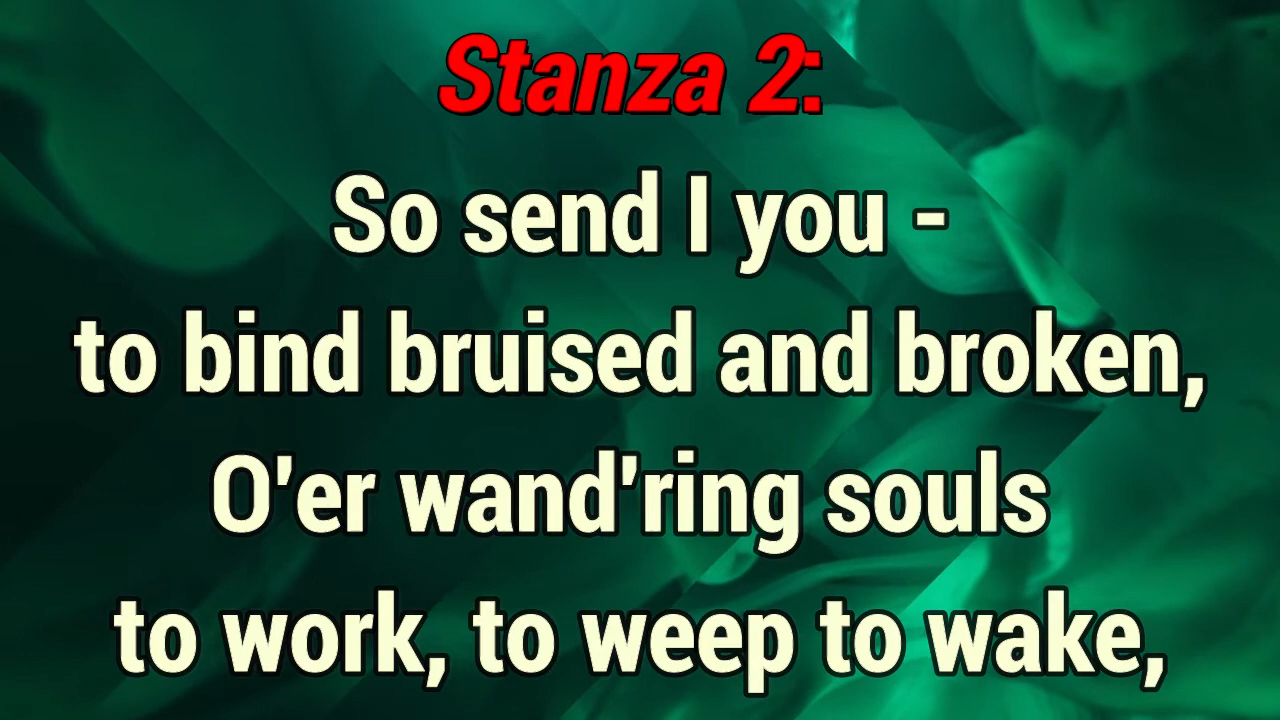 Stanza 2:
So send I you -
to bind bruised and broken,
O'er wand'ring souls
to work, to weep to wake,